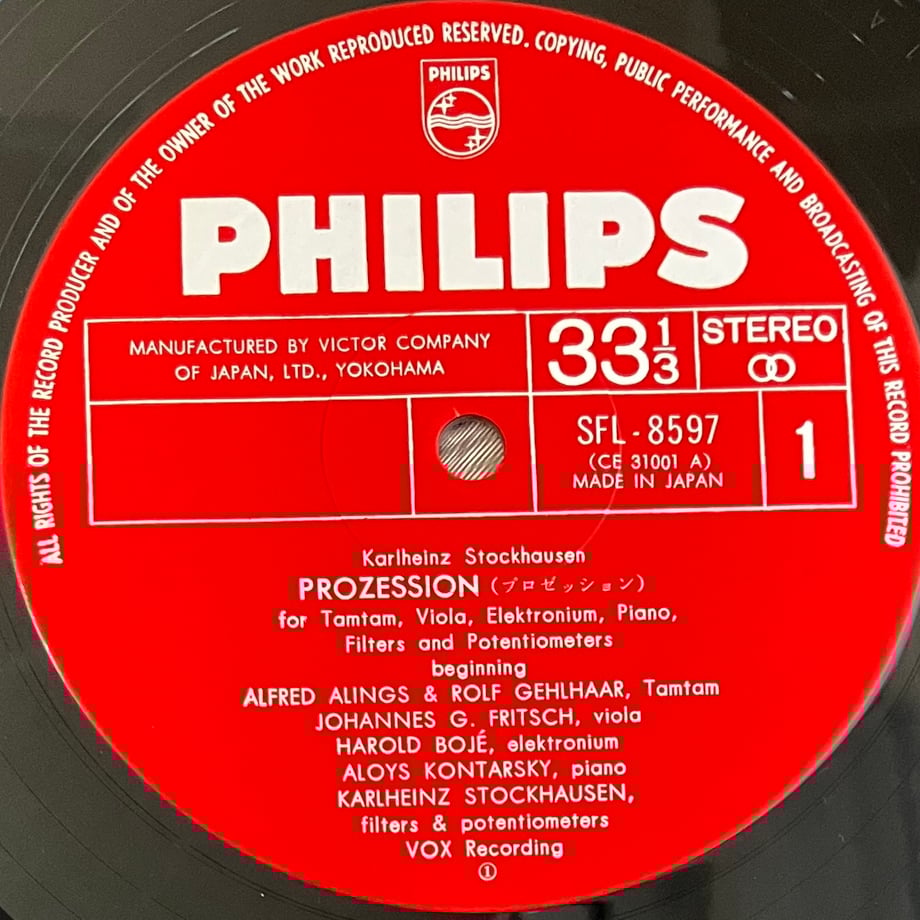 ALL RIGHTS OF THE RECORD PRODUCER AND OF THE OWNER OF THE WORK REPRODUCED RESERVED. COPYING, PUBLIC PERFORMANCE AND BROADCASTING OF THIS RECORD PROHIBITED
PHILIPS
PHILIPS
MANUFACTURED BY VICTOR COMPANY
OF JAPAN, LTD., YOKOHAMA
33⅓
STEREO
SFL-8597
(CE 31001 A)
MADE IN JAPAN
1
Karlheinz Stockhausen
PROZESSION (プロゼッション)
for Tamtam, Viola, Elektronium, Piano,
Filters and Potentiometers
beginning
ALFRED ALINGS & ROLF GEHLHAAR, Tamtam
JOHANNES G. FRITSCH, viola
HAROLD BOJÉ, elektronium
ALOYS KONTARSKY, piano
KARLHEINZ STOCKHAUSEN,
filters & potentiometers
VOX Recording
①